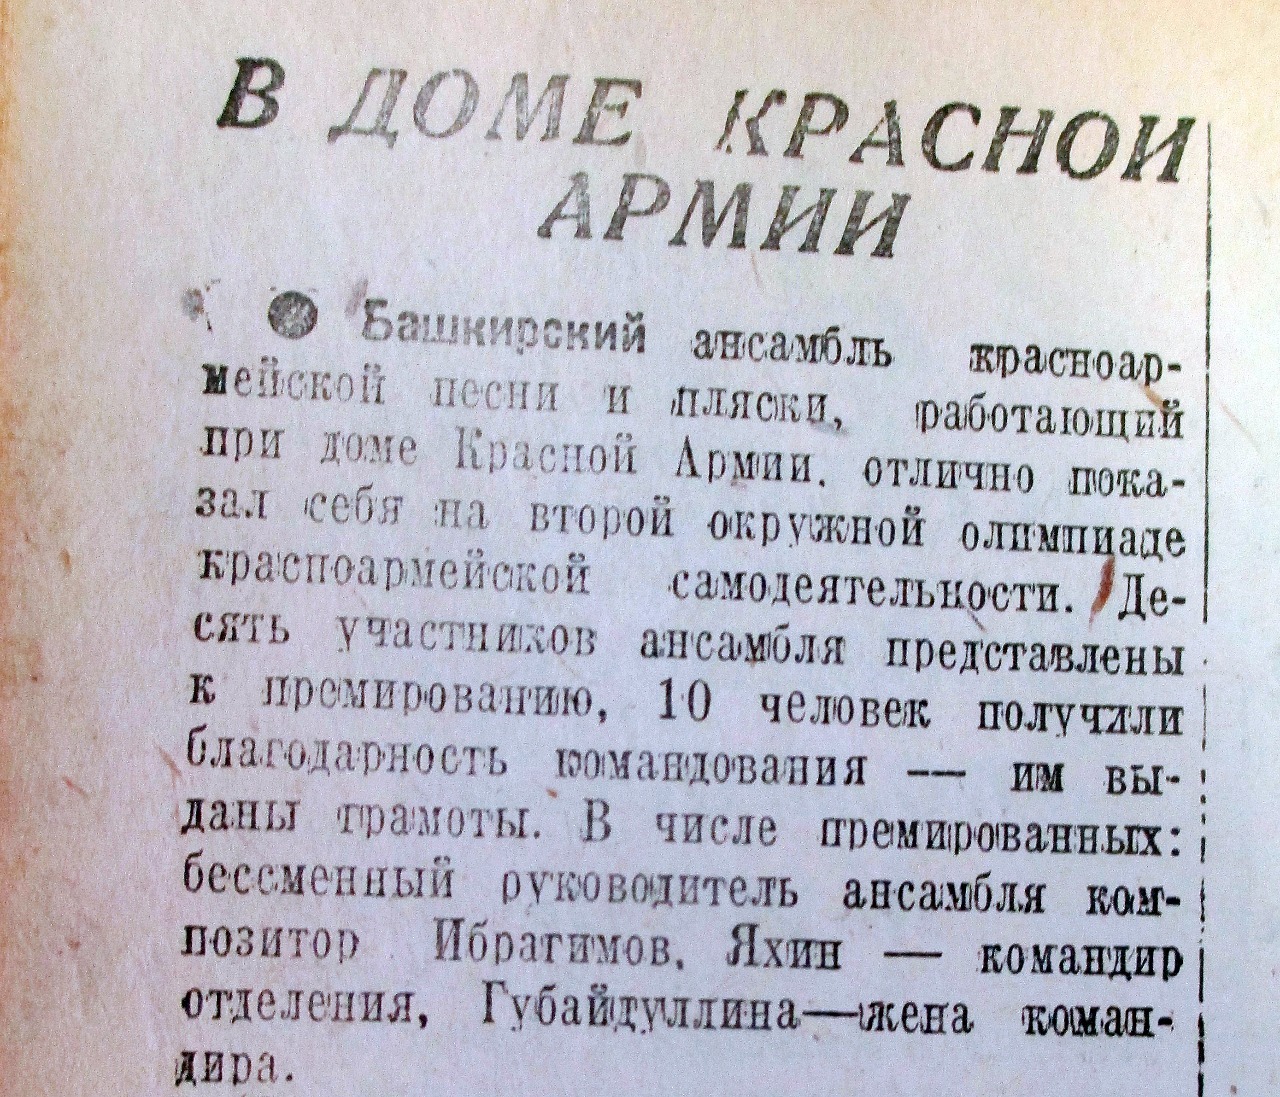 В ДОМЕ КРАСНОЙ
АРМИИ
● Башкирский ансамбль красноар-
мейской песни и пляски, работающий
при доме Красной Армии, отлично пока-
зал себя на второй окружной олимпиаде
красноармейской самодеятельности. Де-
сять участников ансамбля представлены
к премированию, 10 человек получили
благодарность командования — им вы-
даны грамоты. В числе премированных:
бессменный руководитель ансамбля ком-
позитор Ибрагимов, Яхин — командир
отделения, Губайдуллина—жена коман-
дира.